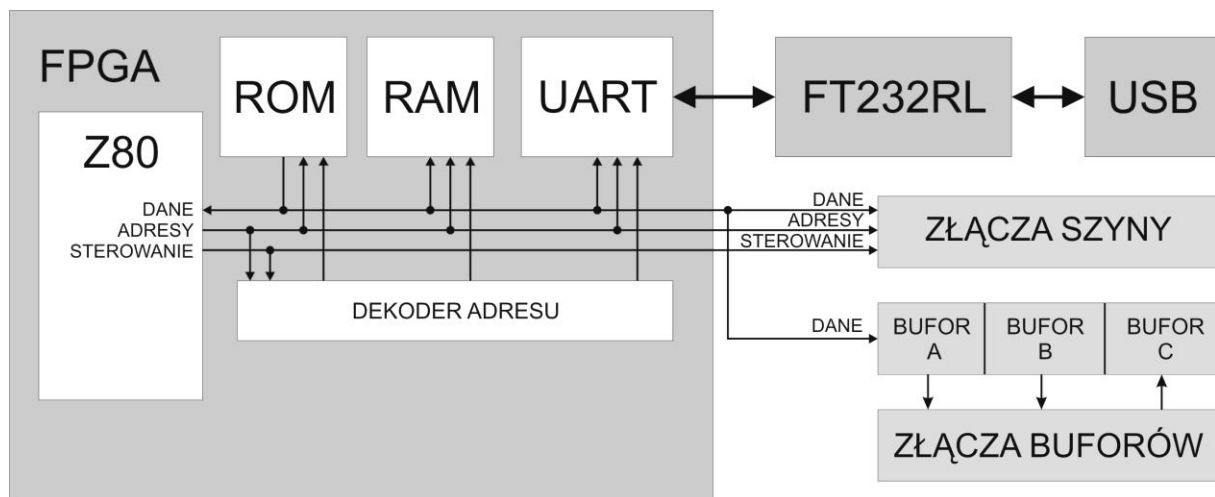 FPGA
ROM
RAM
UART
FT232RL
USB
Z80
DANE
ADRESY
STEROWANIE
DANE
ADRESY
STEROWANIE
ZŁĄCZA SZYNY
DEKODER ADRESU
DANE
BUFOR
A
BUFOR
B
BUFOR
C
ZŁĄCZA BUFORÓW